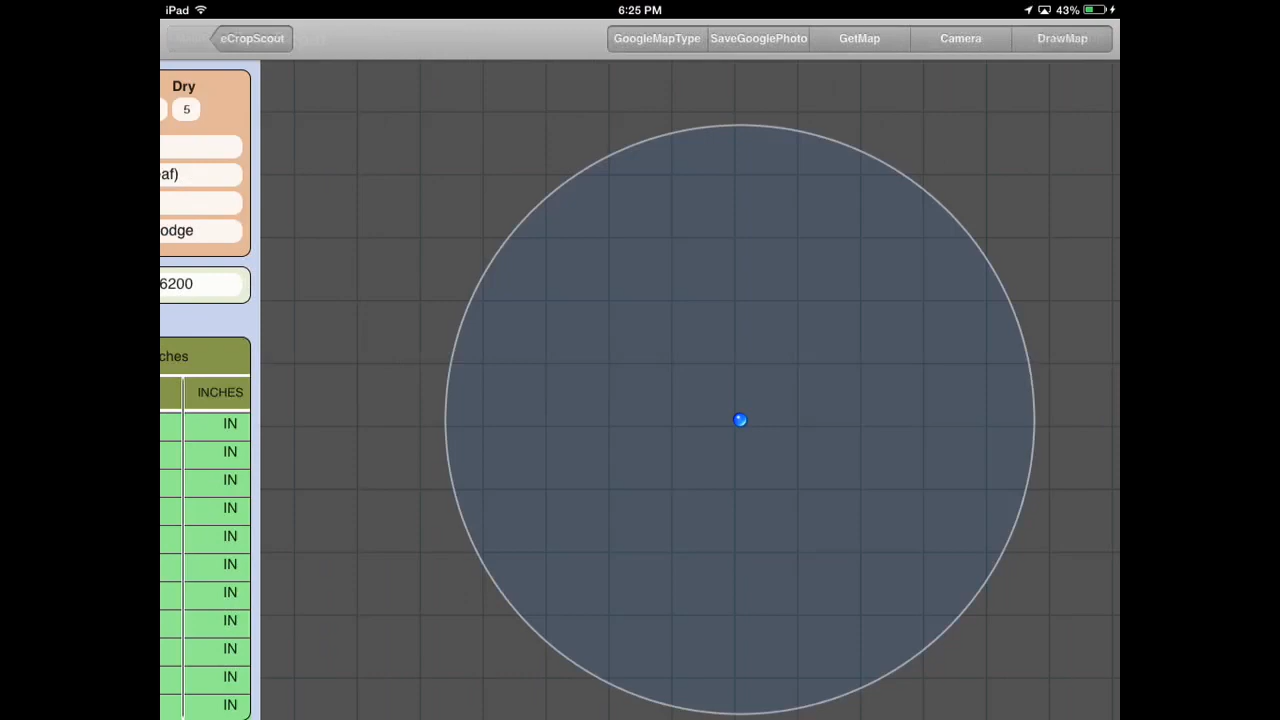 iPad 6:25 PM 43%
eCropScout GoogleMapType SaveGooglePhoto GetMap Camera DrawMap
Dry
5
af)
odge
6200
ches
INCHES
IN
IN
IN
IN
IN
IN
IN
IN
IN
IN
IN